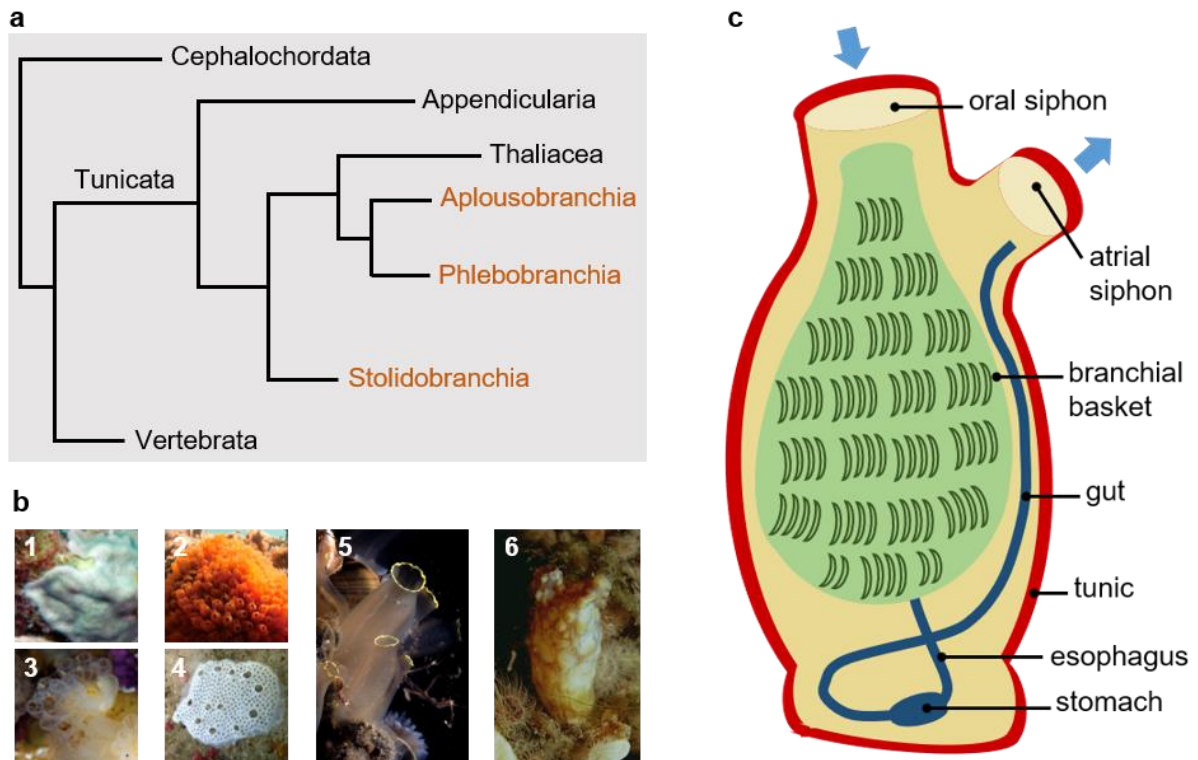 a
Cephalochordata
Appendicularia
Thaliacea
Tunicata
Aplousobranchia
Phlebobranchia
Stolidobranchia
Vertebrata
b
1
2
3
4
5
6
c
oral siphon
atrial
siphon
branchial
basket
gut
tunic
esophagus
stomach